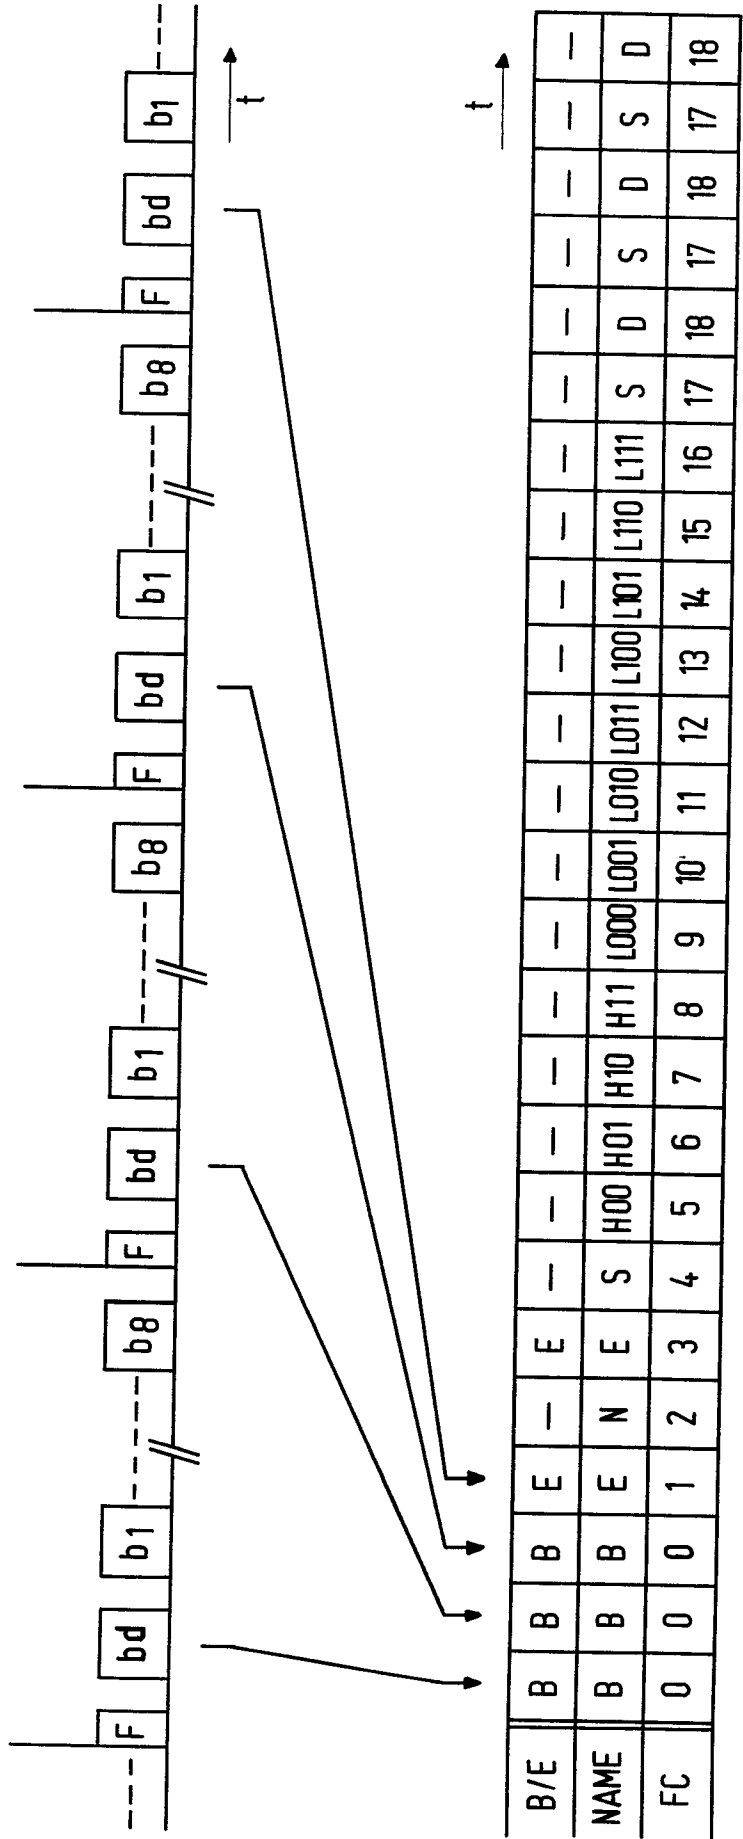 F bd b1 b8 F bd b1 b8 F bd b1 b8 F bd b1
t
t
B/E B B B E — E — — — — — — — — — — — — — — — — — — —
NAME B B B E N E S H00 H01 H10 H11 L000 L001 L010 L011 L100 L101 L110 L111 S D S D S D
FC 0 0 0 1 2 3 4 5 6 7 8 9 10 11 12 13 14 15 16 17 18 17 18 17 18